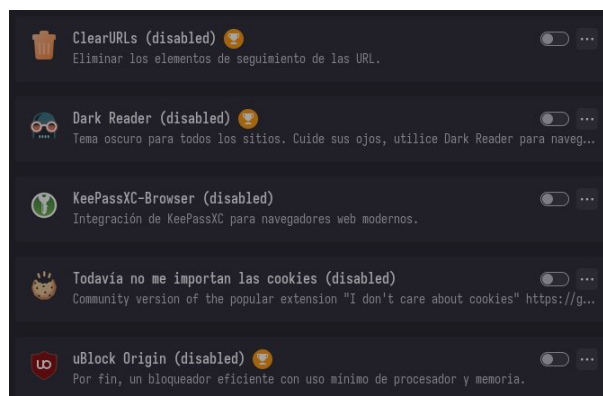 ClearURLs (disabled)
Eliminar los elementos de seguimiento de las URL.
Dark Reader (disabled)
Tema oscuro para todos los sitios. Cuide sus ojos, utilice Dark Reader para naveg...
KeePassXC-Browser (disabled)
Integración de KeePassXC para navegadores web modernos.
Todavía no me importan las cookies (disabled)
Community version of the popular extension "I don't care about cookies" https://g...
uBlock Origin (disabled)
Por fin, un bloqueador eficiente con uso mínimo de procesador y memoria.